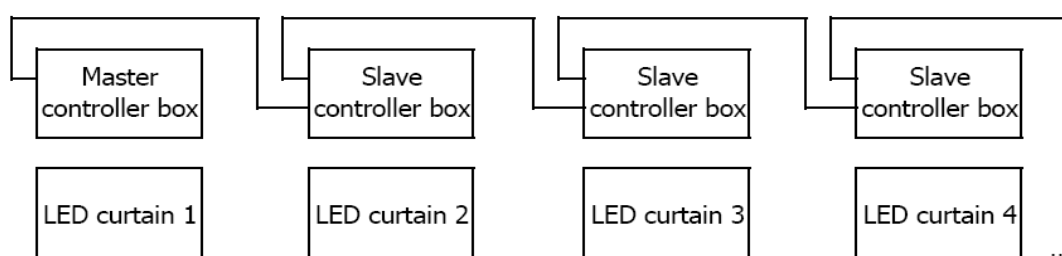 Master
controller box
Slave
controller box
Slave
controller box
Slave
controller box
LED curtain 1
LED curtain 2
LED curtain 3
LED curtain 4